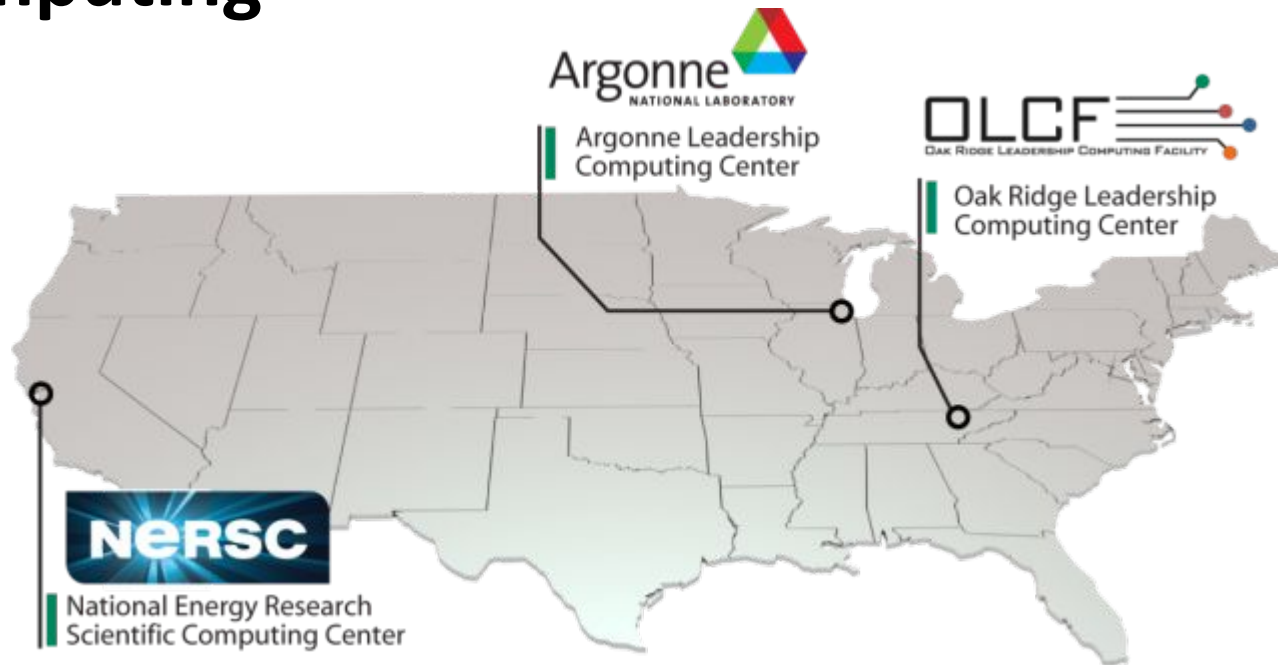 Argonne
NATIONAL LABORATORY
Argonne Leadership
Computing Center
OLCF
OAK RIDGE LEADERSHIP COMPUTING FACILITY
Oak Ridge Leadership
Computing Center
NERSC
National Energy Research
Scientific Computing Center